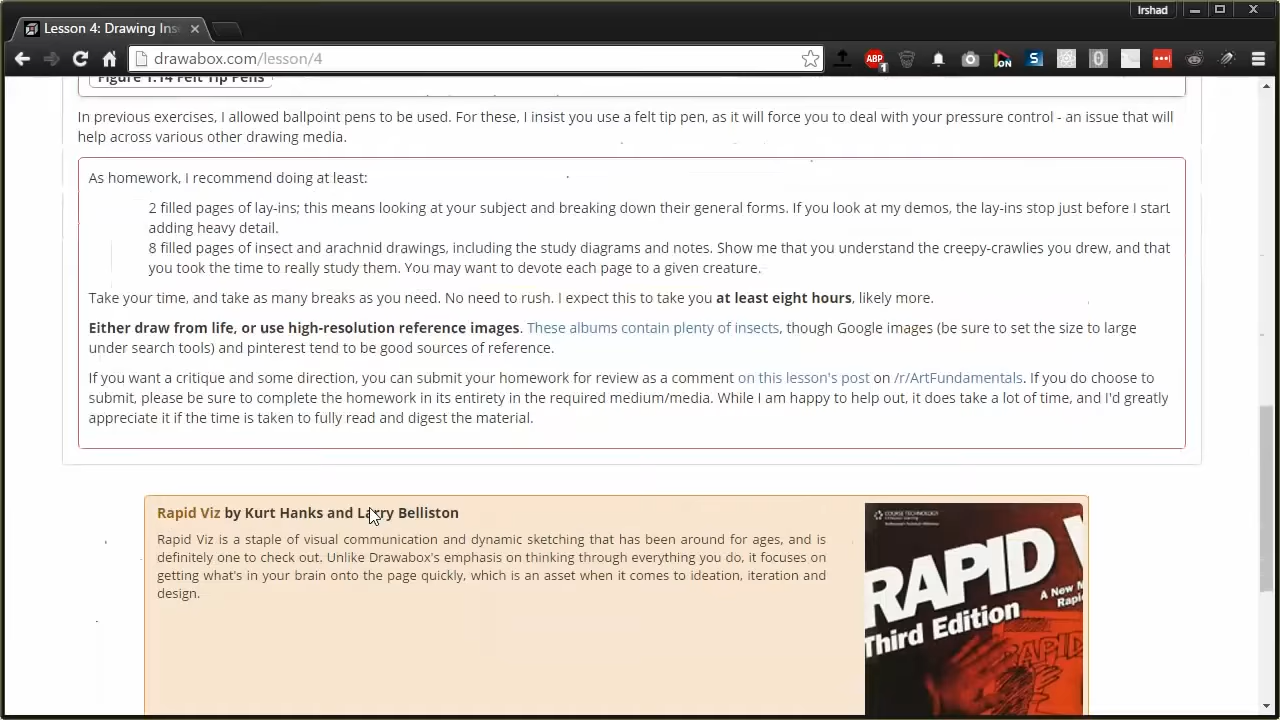 Irshad
Lesson 4: Drawing Ins
drawabox.com/lesson/4
ABP
1
ON
S
Figure 1.14 Felt Tip Pens
In previous exercises, I allowed ballpoint pens to be used. For these, I insist you use a felt tip pen, as it will force you to deal with your pressure control - an issue that will
help across various other drawing media.
As homework, I recommend doing at least:
2 filled pages of lay-ins; this means looking at your subject and breaking down their general forms. If you look at my demos, the lay-ins stop just before I start
adding heavy detail.
8 filled pages of insect and arachnid drawings, including the study diagrams and notes. Show me that you understand the creepy-crawlies you drew, and that
you took the time to really study them. You may want to devote each page to a given creature.
Take your time, and take as many breaks as you need. No need to rush. I expect this to take you at least eight hours, likely more.
Either draw from life, or use high-resolution reference images. These albums contain plenty of insects, though Google images (be sure to set the size to large
under search tools) and pinterest tend to be good sources of reference.
If you want a critique and some direction, you can submit your homework for review as a comment on this lesson's post on /r/ArtFundamentals. If you do choose to
submit, please be sure to complete the homework in its entirety in the required medium/media. While I am happy to help out, it does take a lot of time, and I'd greatly
appreciate it if the time is taken to fully read and digest the material.
Rapid Viz by Kurt Hanks and Larry Belliston
Rapid Viz is a staple of visual communication and dynamic sketching that has been around for ages, and is
definitely one to check out. Unlike Drawabox's emphasis on thinking through everything you do, it focuses on
getting what's in your brain onto the page quickly, which is an asset when it comes to ideation, iteration and
design.
COURSE TECHNOLOGY
RAPID V
A New M
Rapi
Third Edition
RAPID